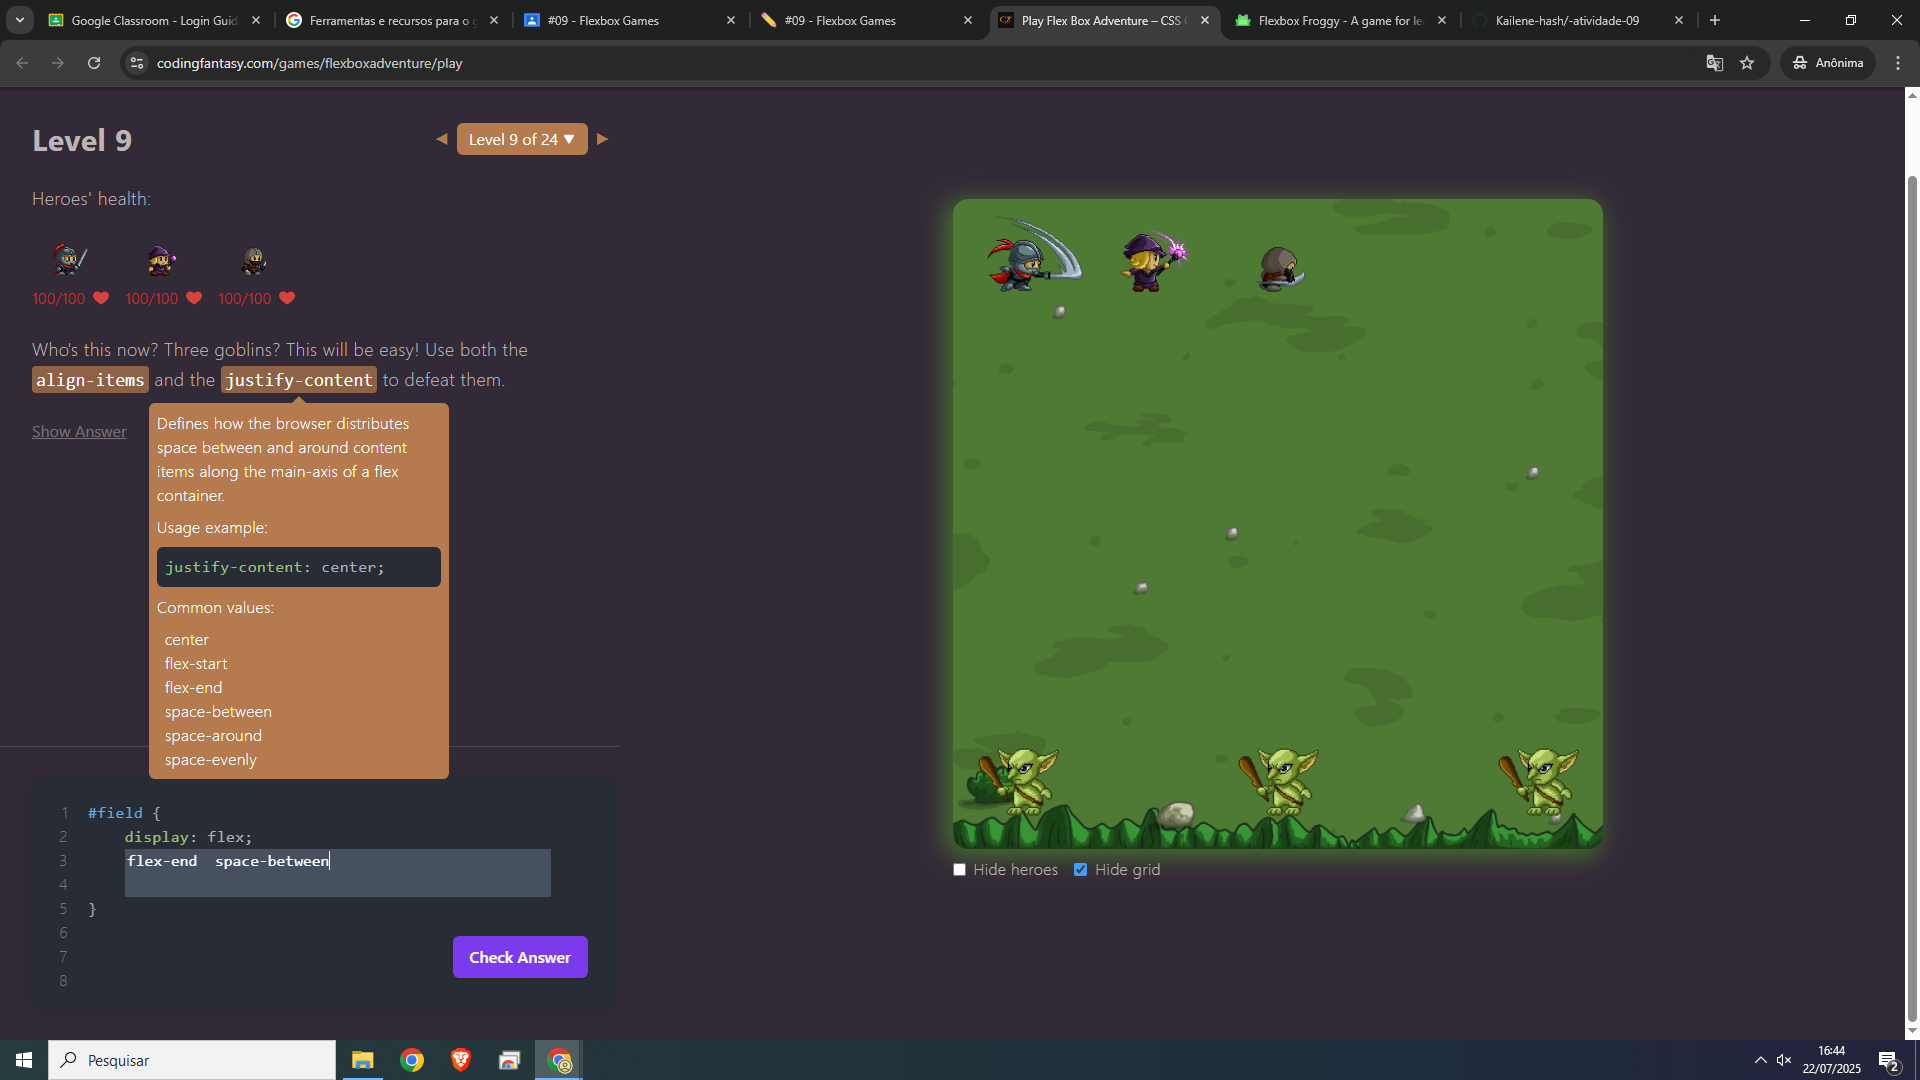 Google Classroom - Login Guid
Ferramentas e recursos para o g
#09 - Flexbox Games
#09 - Flexbox Games
Play Flex Box Adventure – CSS G
Flexbox Froggy - A game for le
Kailene-hash/-atividade-09
codingfantasy.com/games/flexboxadventure/play
Anônima
Level 9
Level 9 of 24 ▼
Heroes' health:
100/100
100/100
100/100
Who's this now? Three goblins? This will be easy! Use both the
align-items and the justify-content to defeat them.
Show Answer
Defines how the browser distributes
space between and around content
items along the main-axis of a flex
container.
Usage example:
justify-content: center;
Common values:
center
flex-start
flex-end
space-between
space-around
space-evenly
1 #field {
2 display: flex;
3 flex-end  space-between
4
5 }
6
7
8
Check Answer
Hide heroes
Hide grid
Pesquisar
16:44
22/07/2025
2